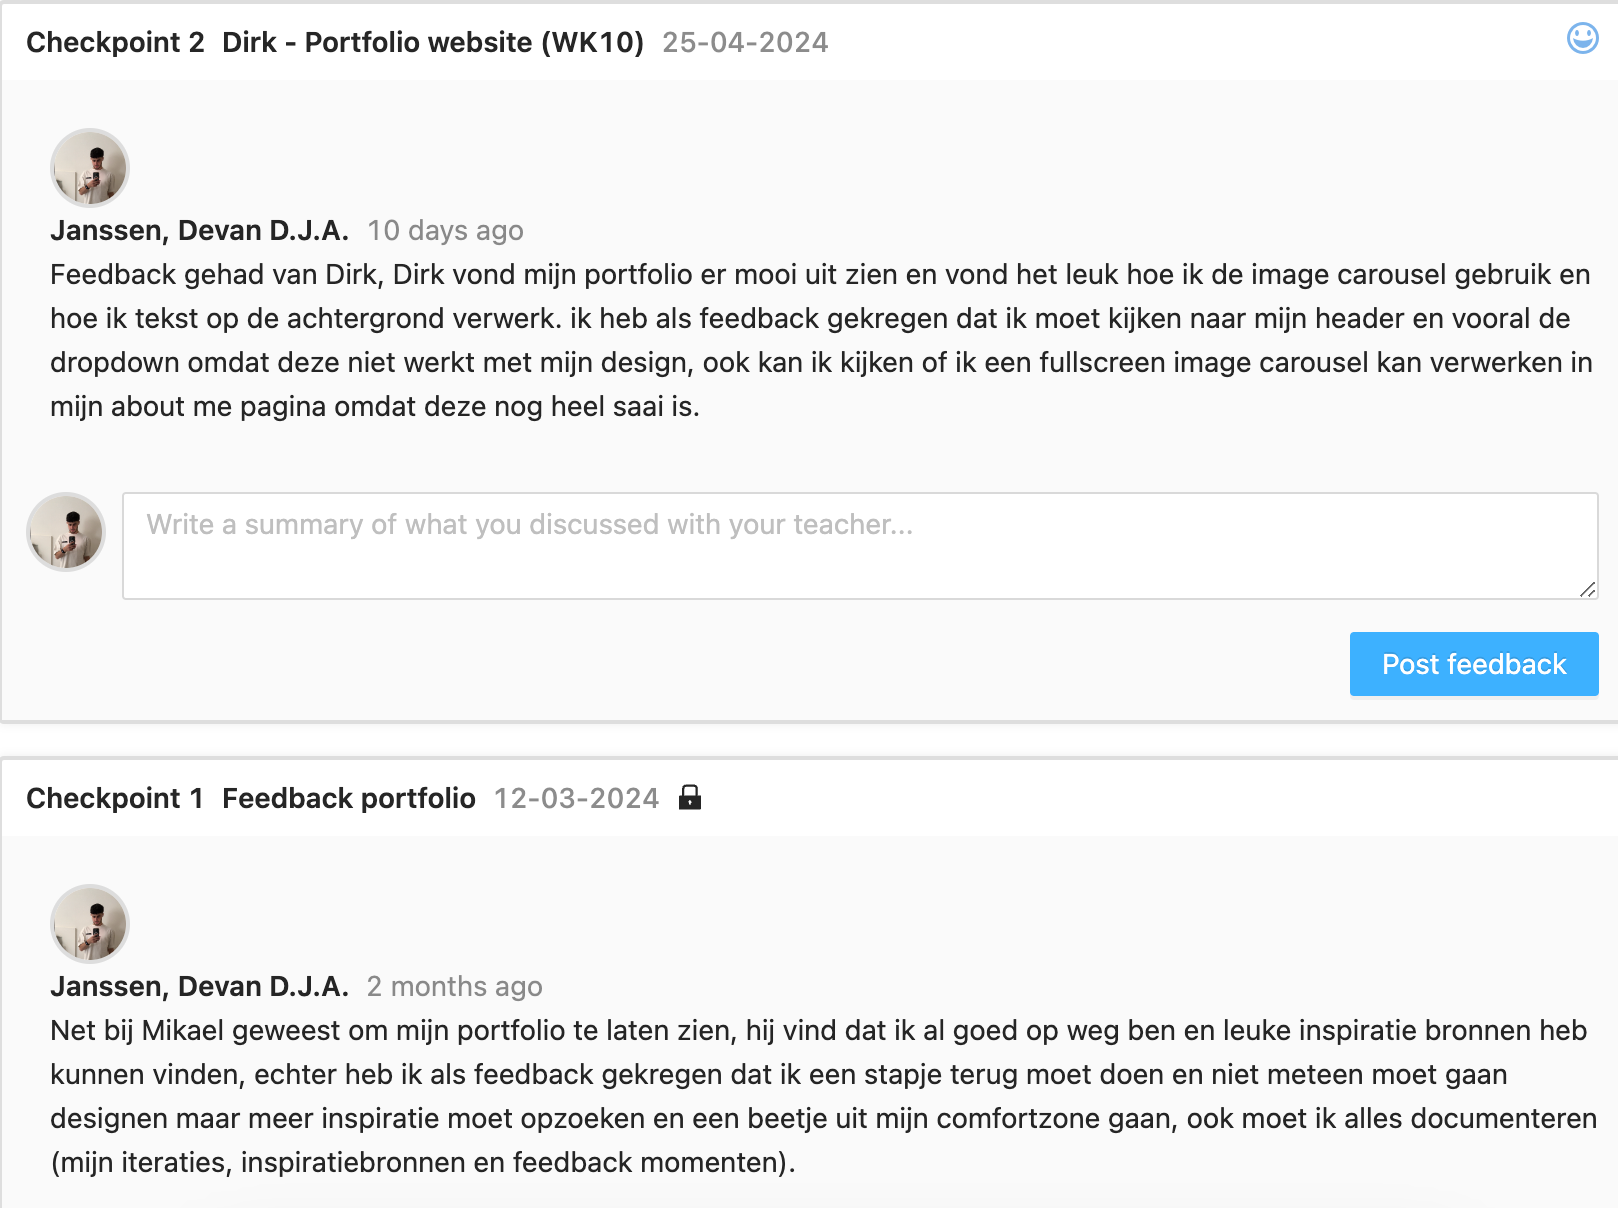 Checkpoint 2 Dirk - Portfolio website (WK10) 25-04-2024
Janssen, Devan D.J.A. 10 days ago
Feedback gehad van Dirk, Dirk vond mijn portfolio er mooi uit zien en vond het leuk hoe ik de image carousel gebruik en
hoe ik tekst op de achtergrond verwerk. ik heb als feedback gekregen dat ik moet kijken naar mijn header en vooral de
dropdown omdat deze niet werkt met mijn design, ook kan ik kijken of ik een fullscreen image carousel kan verwerken in
mijn about me pagina omdat deze nog heel saai is.
Write a summary of what you discussed with your teacher...
Post feedback
Checkpoint 1 Feedback portfolio 12-03-2024
Janssen, Devan D.J.A. 2 months ago
Net bij Mikael geweest om mijn portfolio te laten zien, hij vind dat ik al goed op weg ben en leuke inspiratie bronnen heb
kunnen vinden, echter heb ik als feedback gekregen dat ik een stapje terug moet doen en niet meteen moet gaan
designen maar meer inspiratie moet opzoeken en een beetje uit mijn comfortzone gaan, ook moet ik alles documenteren
(mijn iteraties, inspiratiebronnen en feedback momenten).